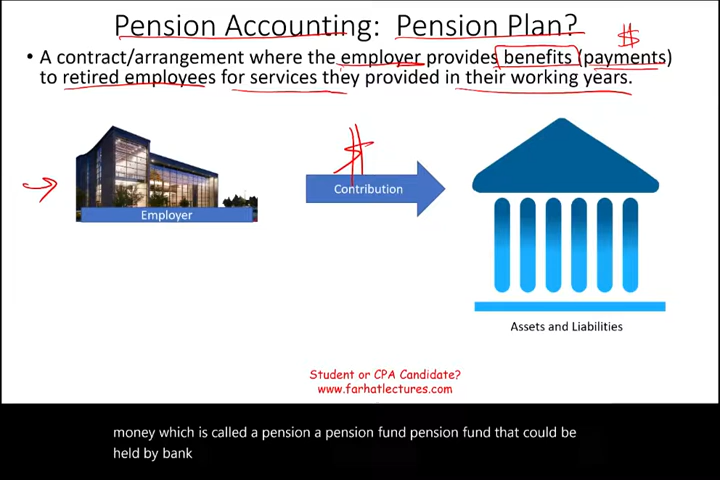 Pension Accounting: Pension Plan?
$
• A contract/arrangement where the employer provides benefits (payments)
to retired employees for services they provided in their working years.
$
Contribution
Employer
Assets and Liabilities
Student or CPA Candidate?
www.farhatlectures.com
money which is called a pension a pension fund pension fund that could be
held by bank